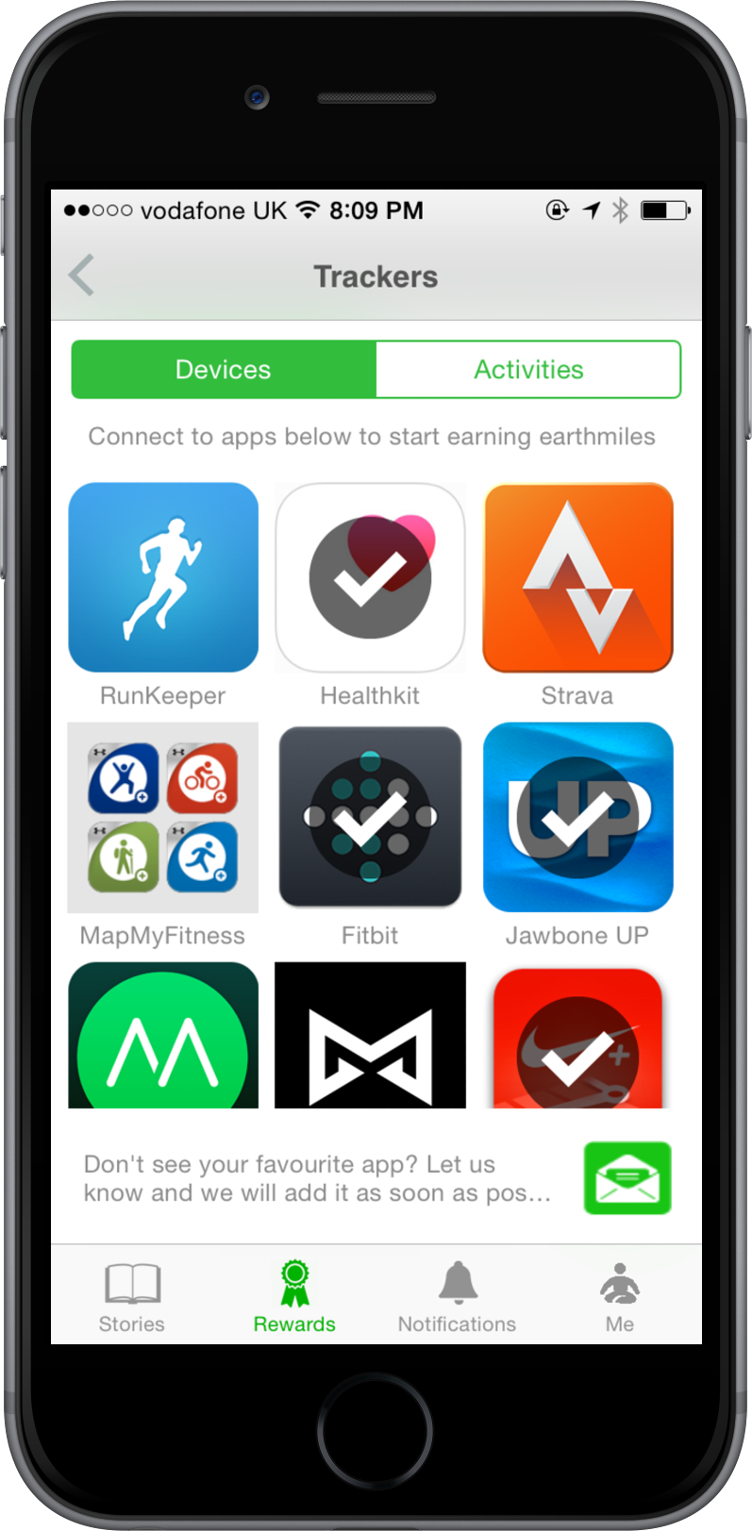 vodafone UK 8:09 PM
Trackers
Devices Activities
Connect to apps below to start earning earthmiles
RunKeeper Healthkit Strava
UP
MapMyFitness Fitbit Jawbone UP
Don't see your favourite app? Let us
know and we will add it as soon as pos...
Stories Rewards Notifications Me